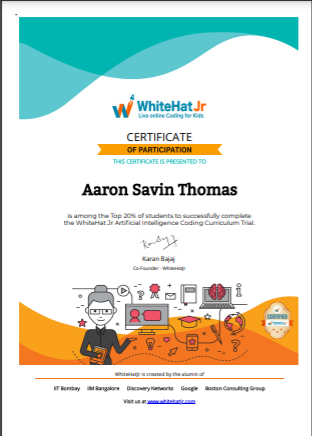 WhiteHat Jr
Live online Coding for Kids
CERTIFICATE
OF PARTICIPATION
THIS CERTIFICATE IS PRESENTED TO
Aaron Savin Thomas
is among the Top 20% of students to successfully complete
the WhiteHat Jr Artificial Intelligence Coding Curriculum Trial.
Karan Bajaj
Co-Founder - WhiteHatJr
CERTIFIED
WhiteHatJr is created by the alumni of
IIT Bombay IIM Bangalore Discovery Networks Google Boston Consulting Group
Visit us at www.whitehatjr.com